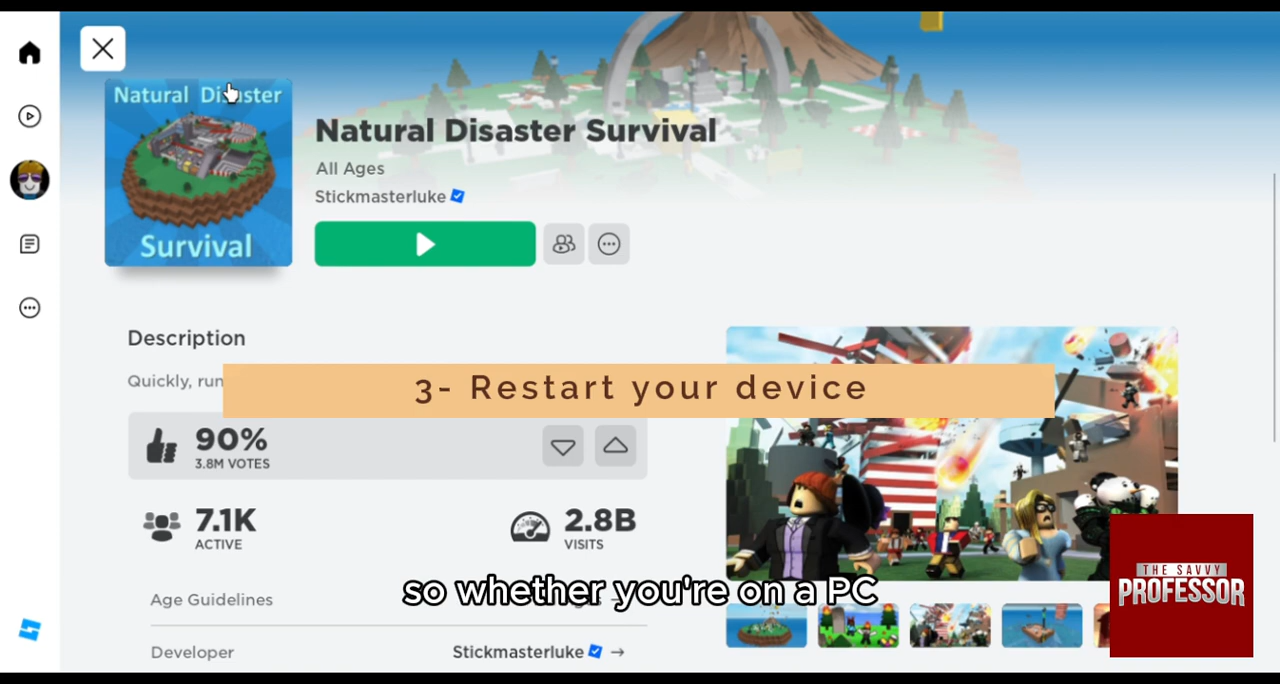 Natural Disaster
Survival
Natural Disaster Survival
All Ages
Stickmasterluke
Description
Quickly, run
3- Restart your device
90%
3.8M VOTES
7.1K
ACTIVE
2.8B
VISITS
so whether you're on a PC
Age Guidelines
Developer
Stickmasterluke →
THE SAVVY
PROFESSOR